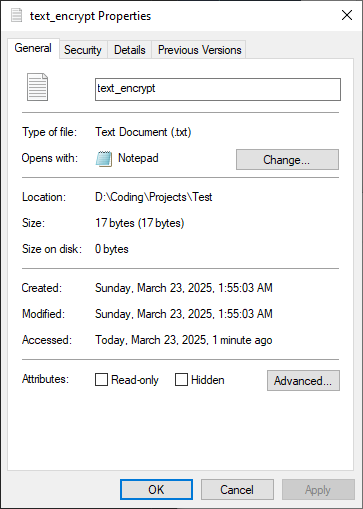 text_encrypt Properties
General Security Details Previous Versions
text_encrypt
Type of file: Text Document (.txt)
Opens with: Notepad Change...
Location: D:\Coding\Projects\Test
Size: 17 bytes (17 bytes)
Size on disk: 0 bytes
Created: Sunday, March 23, 2025, 1:55:03 AM
Modified: Sunday, March 23, 2025, 1:55:03 AM
Accessed: Today, March 23, 2025, 1 minute ago
Attributes: Read-only Hidden Advanced...
OK Cancel Apply